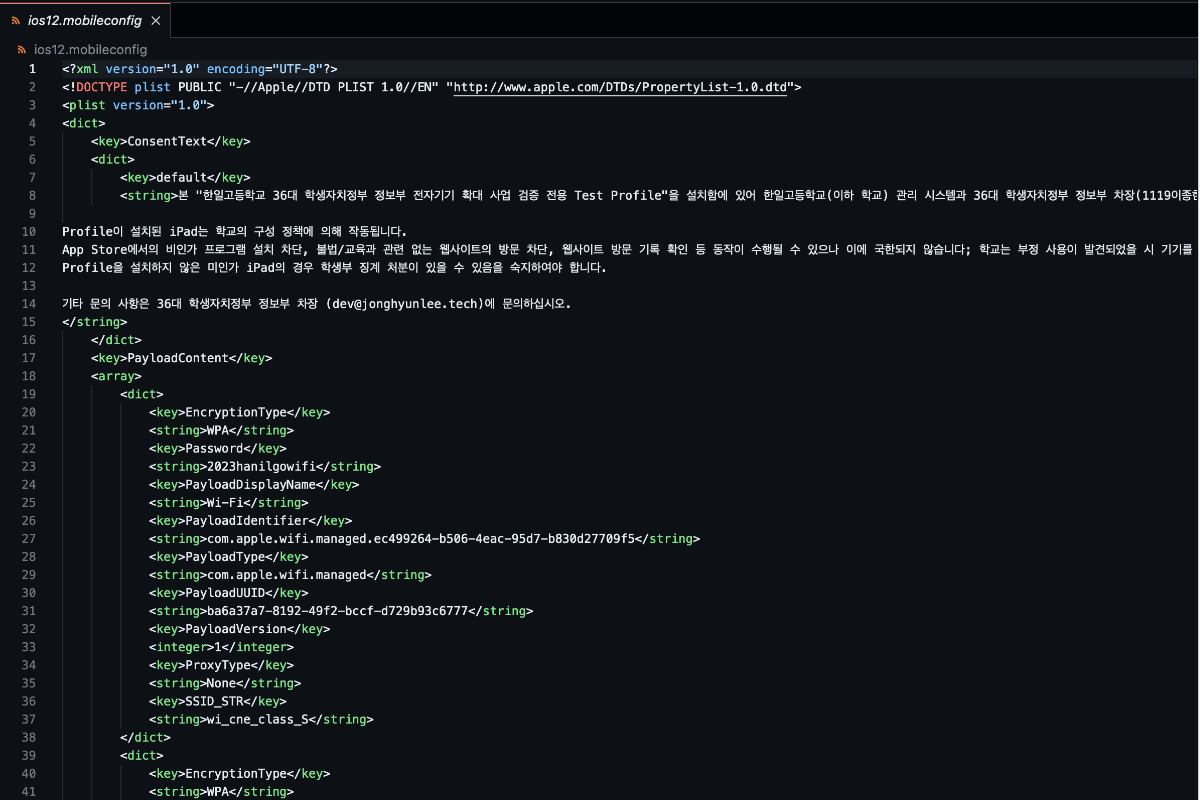 ios12.mobileconfig
ios12.mobileconfig
1 <?xml version="1.0" encoding="UTF-8"?>
2 <!DOCTYPE plist PUBLIC "-//Apple//DTD PLIST 1.0//EN" "http://www.apple.com/DTDs/PropertyList-1.0.dtd">
3 <plist version="1.0">
4 <dict>
5 <key>ConsentText</key>
6 <dict>
7 <key>default</key>
8 <string>본 "한일고등학교 36대 학생자치정부 정보부 전자기기 확대 사업 검증 전용 Test Profile"을 설치함에 있어 한일고등학교(이하 학교) 관리 시스템과 36대 학생자치정부 정보부 차장(1119이종현
9
10 Profile이 설치된 iPad는 학교의 구성 정책에 의해 작동됩니다.
11 App Store에서의 비인가 프로그램 설치 차단, 불법/교육과 관련 없는 웹사이트의 방문 차단, 웹사이트 방문 기록 확인 등 동작이 수행될 수 있으나 이에 국한되지 않습니다; 학교는 부정 사용이 발견되었을 시 기기를
12 Profile을 설치하지 않은 미인가 iPad의 경우 학생부 징계 처분이 있을 수 있음을 숙지하여야 합니다.
13
14 기타 문의 사항은 36대 학생자치정부 정보부 차장 (dev@jonghyunlee.tech)에 문의하십시오.
15 </string>
16 </dict>
17 <key>PayloadContent</key>
18 <array>
19 <dict>
20 <key>EncryptionType</key>
21 <string>WPA</string>
22 <key>Password</key>
23 <string>2023hanilgowifi</string>
24 <key>PayloadDisplayName</key>
25 <string>Wi-Fi</string>
26 <key>PayloadIdentifier</key>
27 <string>com.apple.wifi.managed.ec499264-b506-4eac-95d7-b830d27709f5</string>
28 <key>PayloadType</key>
29 <string>com.apple.wifi.managed</string>
30 <key>PayloadUUID</key>
31 <string>ba6a37a7-8192-49f2-bccf-d729b93c6777</string>
32 <key>PayloadVersion</key>
33 <integer>1</integer>
34 <key>ProxyType</key>
35 <string>None</string>
36 <key>SSID_STR</key>
37 <string>wi_cne_class_S</string>
38 </dict>
39 <dict>
40 <key>EncryptionType</key>
41 <string>WPA</string>